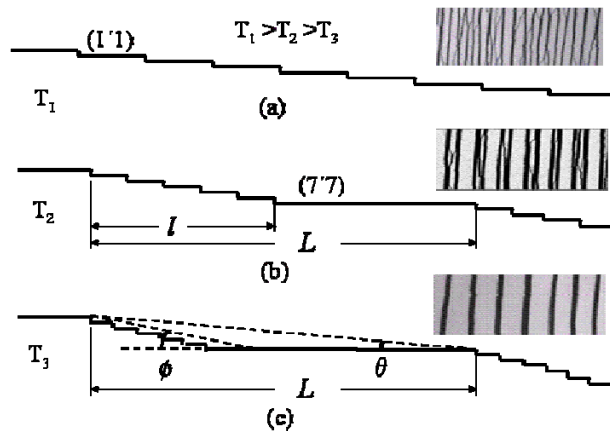 (1'1)
T₁ >T₂ >T₃
T₁
(a)
(7'7)
T₂
l
L
(b)
T₃
ϕ
θ
L
(c)